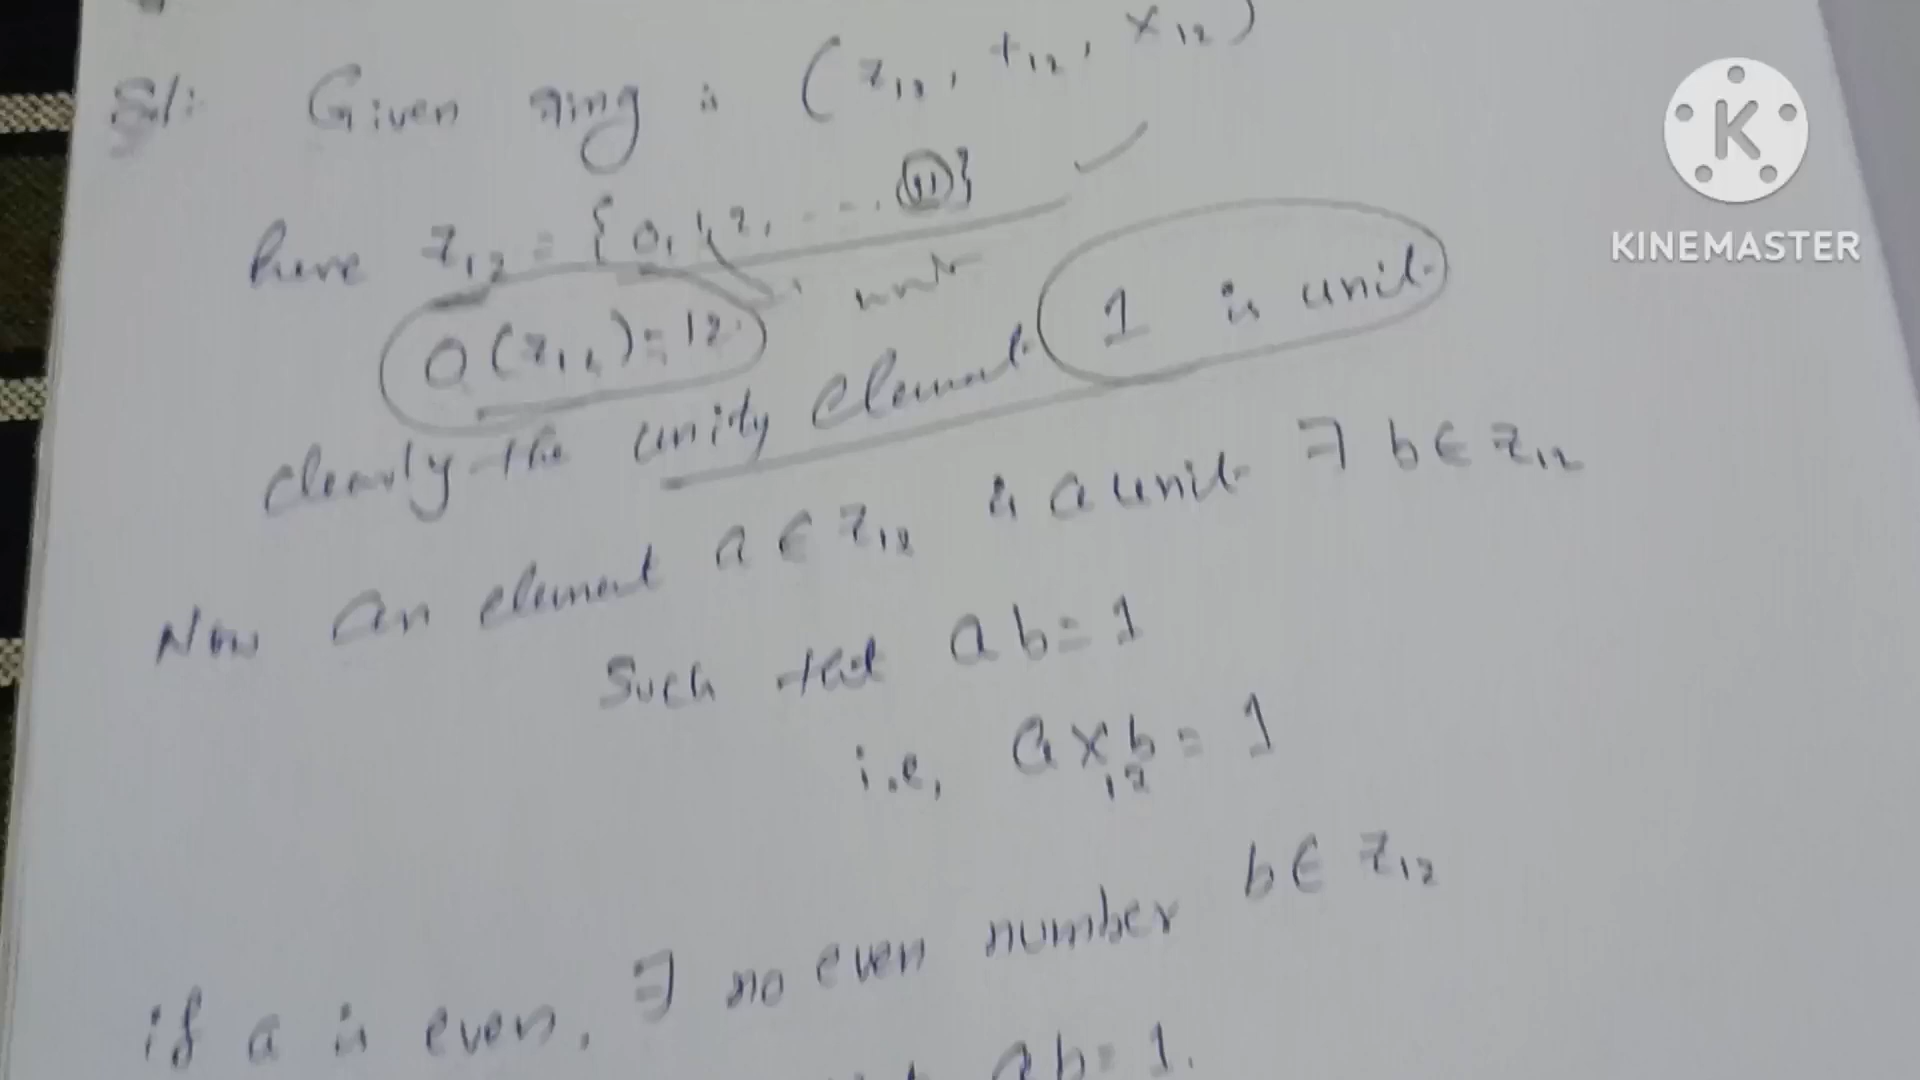 Sol: Given ring is (Z12, +12, ×12)
here Z12 = {0, 1, 2, .... 11}
unit
O(Z12) = 12
clearly the unity element 1 is unit
Now an element a ∈ Z12 is a unit ∃ b ∈ Z12
Such that ab = 1
i.e, a ×12 b = 1
if a is even, ∃ no even number b ∈ Z12
ab = 1.
K
KINEMASTER